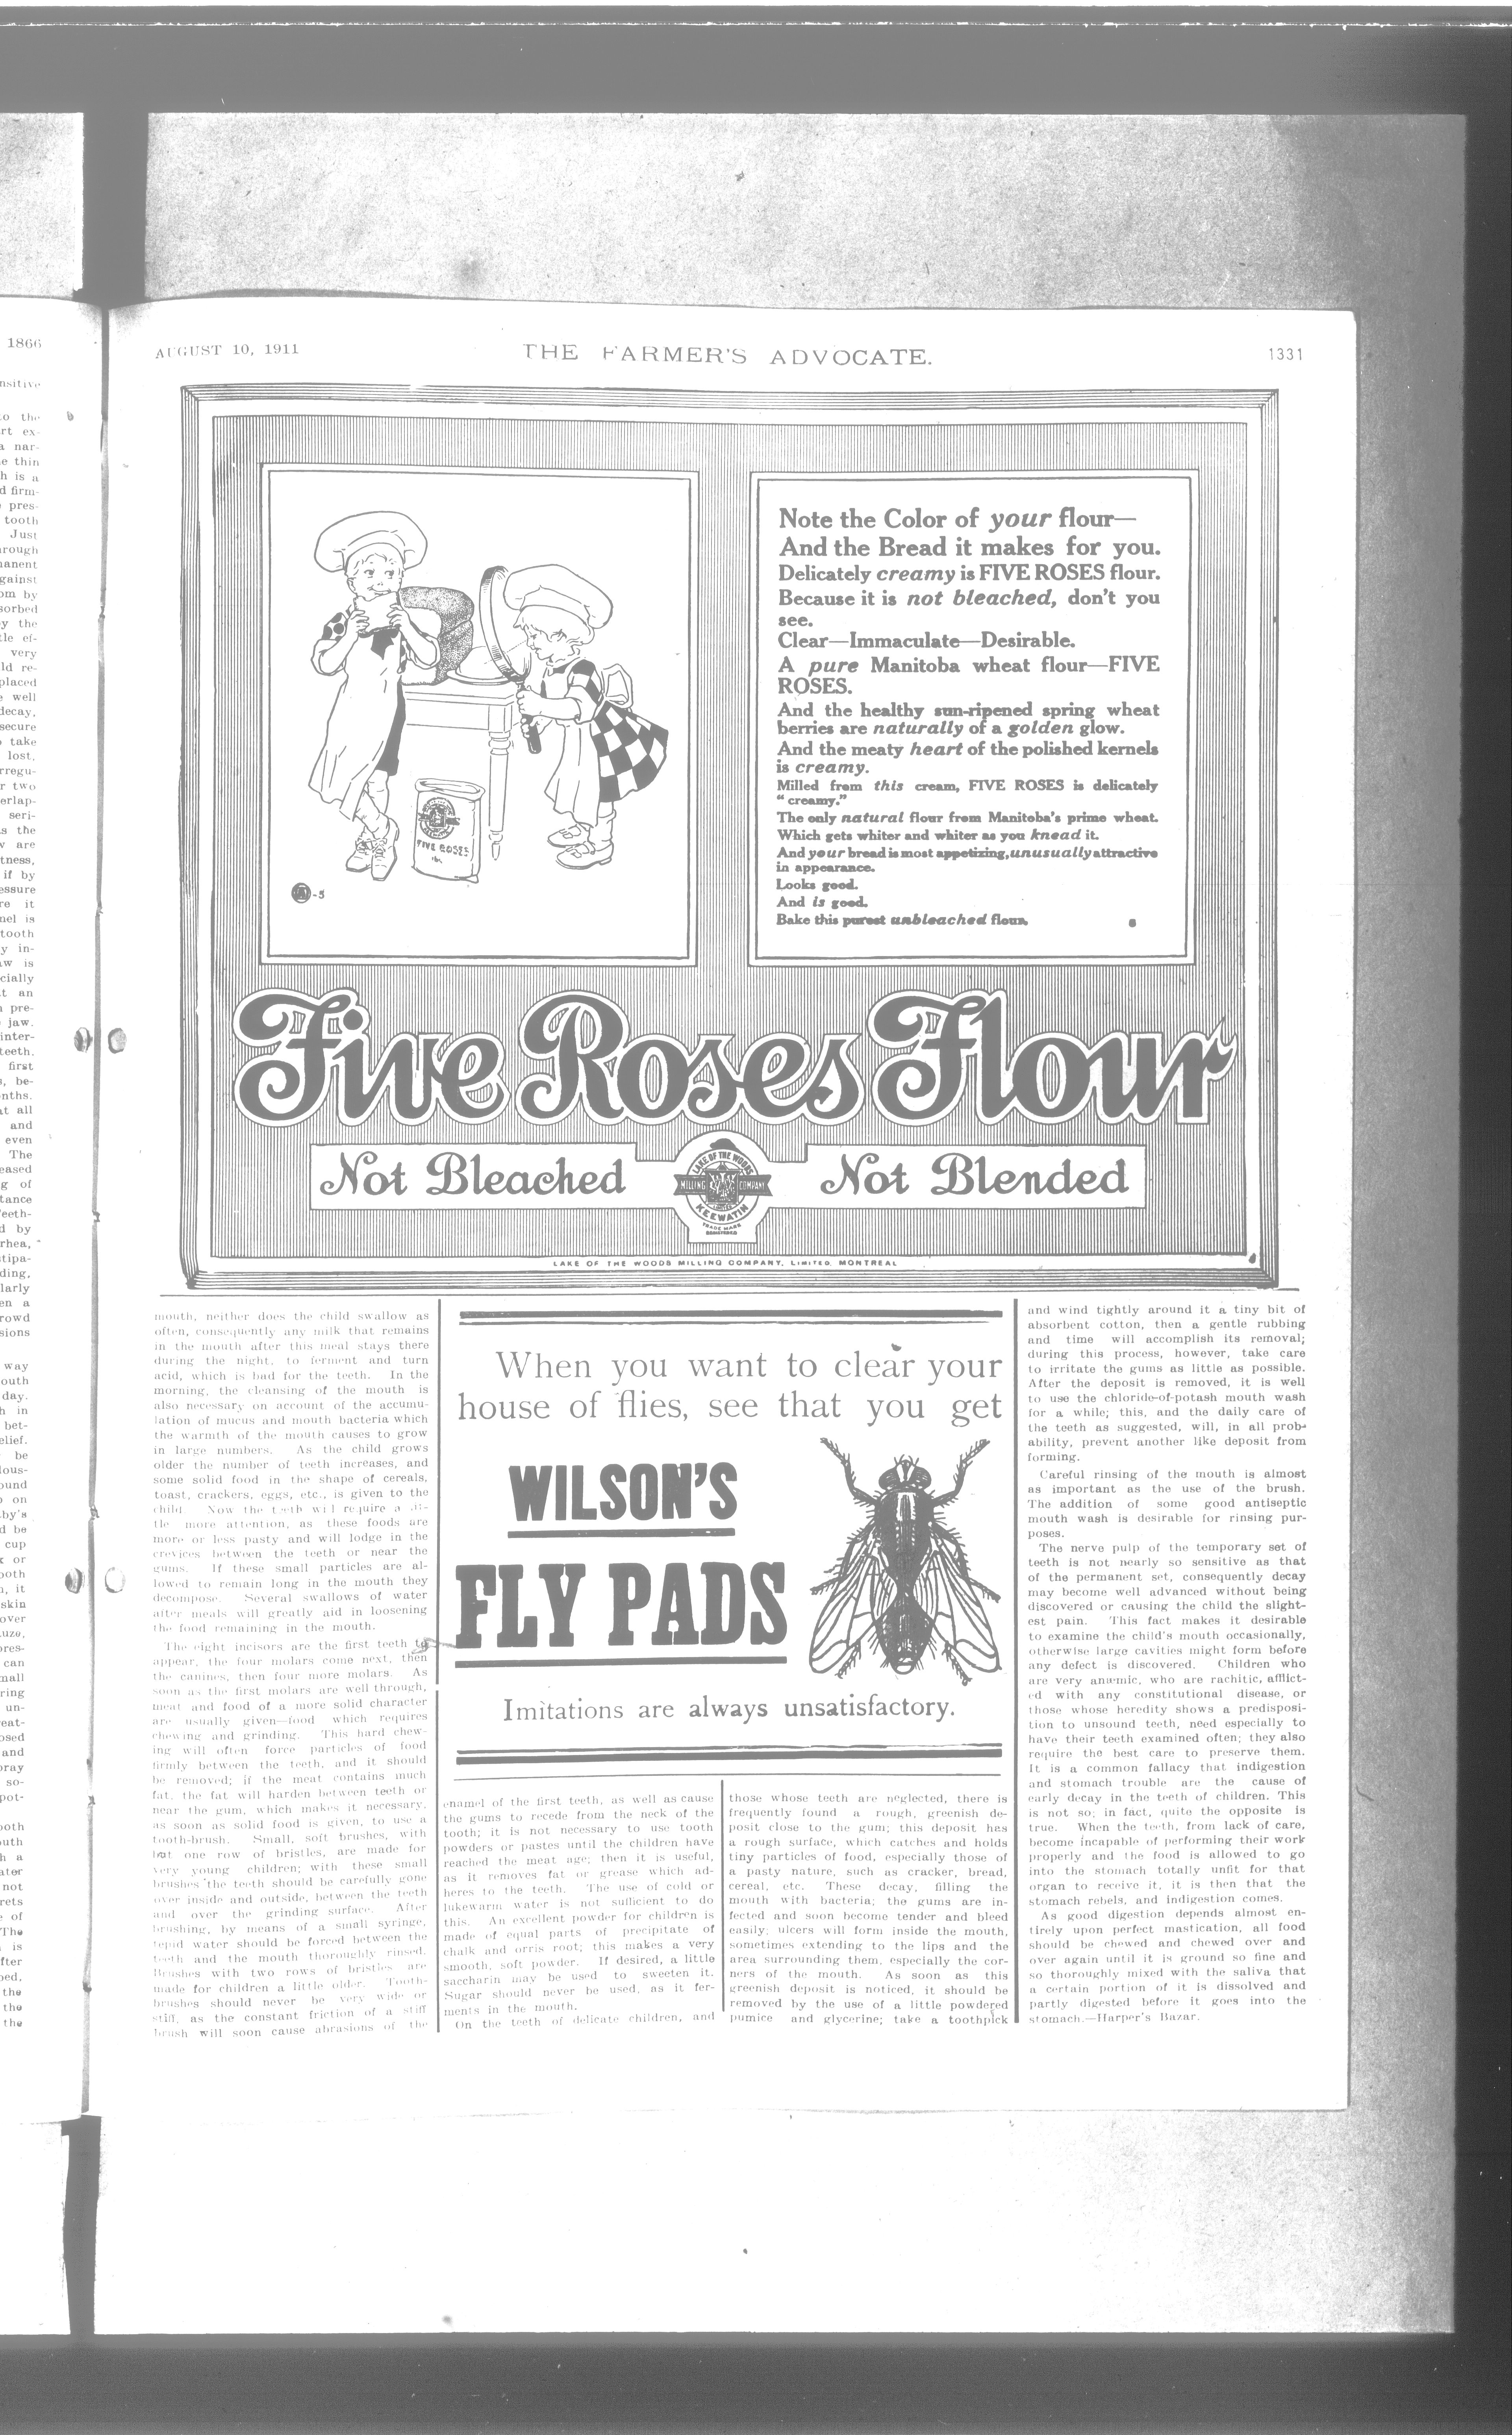 AUGUST 10, 1911
THE FARMER'S ADVOCATE.
1331
FIVE ROSES
Note the Color of your flour—
And the Bread it makes for you.
Delicately creamy is FIVE ROSES flour.
Because it is not bleached, don't you
see.
Clear—Immaculate—Desirable.
A pure Manitoba wheat flour—FIVE
ROSES.
And the healthy sun-ripened spring wheat
berries are naturally of a golden glow.
And the meaty heart of the polished kernels
is creamy.
Milled from this cream, FIVE ROSES is delicately
"creamy."
The only natural flour from Manitoba's prime wheat.
Which gets whiter and whiter as you knead it.
And your bread is most appetizing, unusually attractive
in appearance.
Looks good.
And is good.
Bake this purest unbleached flour.
Five Roses Flour
Not Bleached
LAKE OF THE WOODS
MILLING COMPANY
LIMITED
KEEWATIN
TRADE MARK
REGISTERED
Not Blended
LAKE OF THE WOODS MILLING COMPANY, LIMITED, MONTREAL
mouth, neither does the child swallow as
often, consequently any milk that remains
in the mouth after this meal stays there
during the night, to ferment and turn
acid, which is bad for the teeth. In the
morning, the cleansing of the mouth is
also necessary on account of the accumu-
lation of mucus and mouth bacteria which
the warmth of the mouth causes to grow
in large numbers. As the child grows
older the number of teeth increases, and
some solid food in the shape of cereals,
toast, crackers, eggs, etc., is given to the
child. Now the teeth will require a lit-
tle more attention, as these foods are
more or less pasty and will lodge in the
crevices between the teeth or near the
gums. If these small particles are al-
lowed to remain long in the mouth they
decompose. Several swallows of water
after meals will greatly aid in loosening
the food remaining in the mouth.
The eight incisors are the first teeth to
appear; the four molars come next, then
the canines, then four more molars. As
soon as the first molars are well through,
meat and food of a more solid character
are usually given—food which requires
chewing and grinding. This hard chew-
ing will often force particles of food
firmly between the teeth, and it should
be removed; if the meat contains much
fat, the fat will harden between teeth or
near the gum, which makes it necessary,
as soon as solid food is given, to use a
tooth-brush. Small, soft brushes, with
but one row of bristles, are made for
very young children; with these small
brushes the teeth should be carefully gone
over inside and outside, between the teeth
and over the grinding surface. After
brushing, by means of a small syringe,
tepid water should be forced between the
teeth and the mouth thoroughly rinsed.
Brushes with two rows of bristles are
made for children a little older. Tooth-
brushes should never be very wide or
stiff, as the constant friction of a stiff
brush will soon cause abrasions of the
When you want to clear your
house of flies, see that you get
WILSON'S
FLY PADS
Imitations are always unsatisfactory.
enamel of the first teeth, as well as cause
the gums to recede from the neck of the
tooth; it is not necessary to use tooth
powders or pastes until the children have
reached the meat age; then it is useful,
as it removes fat or grease which ad-
heres to the teeth. The use of cold or
lukewarm water is not sufficient to do
this. An excellent powder for children is
made of equal parts of precipitate of
chalk and orris root; this makes a very
smooth, soft powder. If desired, a little
saccharin may be used to sweeten it.
Sugar should never be used, as it fer-
ments in the mouth.
On the teeth of delicate children, and
those whose teeth are neglected, there is
frequently found a rough, greenish de-
posit close to the gum; this deposit has
a rough surface, which catches and holds
tiny particles of food, especially those of
a pasty nature, such as cracker, bread,
cereal, etc. These decay, filling the
mouth with bacteria; the gums are in-
fected and soon become tender and bleed
easily; ulcers will form inside the mouth,
sometimes extending to the lips and the
area surrounding them, especially the cor-
ners of the mouth. As soon as this
greenish deposit is noticed, it should be
removed by the use of a little powdered
pumice and glycerine; take a toothpick
and wind tightly around it a tiny bit of
absorbent cotton, then a gentle rubbing
and time will accomplish its removal;
during this process, however, take care
to irritate the gums as little as possible.
After the deposit is removed, it is well
to use the chloride-of-potash mouth wash
for a while; this, and the daily care of
the teeth as suggested, will, in all prob-
ability, prevent another like deposit from
forming.
Careful rinsing of the mouth is almost
as important as the use of the brush.
The addition of some good antiseptic
mouth wash is desirable for rinsing pur-
poses.
The nerve pulp of the temporary set of
teeth is not nearly so sensitive as that
of the permanent set, consequently decay
may become well advanced without being
discovered or causing the child the slight-
est pain. This fact makes it desirable
to examine the child's mouth occasionally,
otherwise large cavities might form before
any defect is discovered. Children who
are very anæmic, who are rachitic, afflict-
ed with any constitutional disease, or
those whose heredity shows a predisposi-
tion to unsound teeth, need especially to
have their teeth examined often; they also
require the best care to preserve them.
It is a common fallacy that indigestion
and stomach trouble are the cause of
early decay in the teeth of children. This
is not so; in fact, quite the opposite is
true. When the teeth, from lack of care,
become incapable of performing their work
properly and the food is allowed to go
into the stomach totally unfit for that
organ to receive it, it is then that the
stomach rebels, and indigestion comes.
As good digestion depends almost en-
tirely upon perfect mastication, all food
should be chewed and chewed over and
over again until it is ground so fine and
so thoroughly mixed with the saliva that
a certain portion of it is dissolved and
partly digested before it goes into the
stomach.—Harper's Bazar.